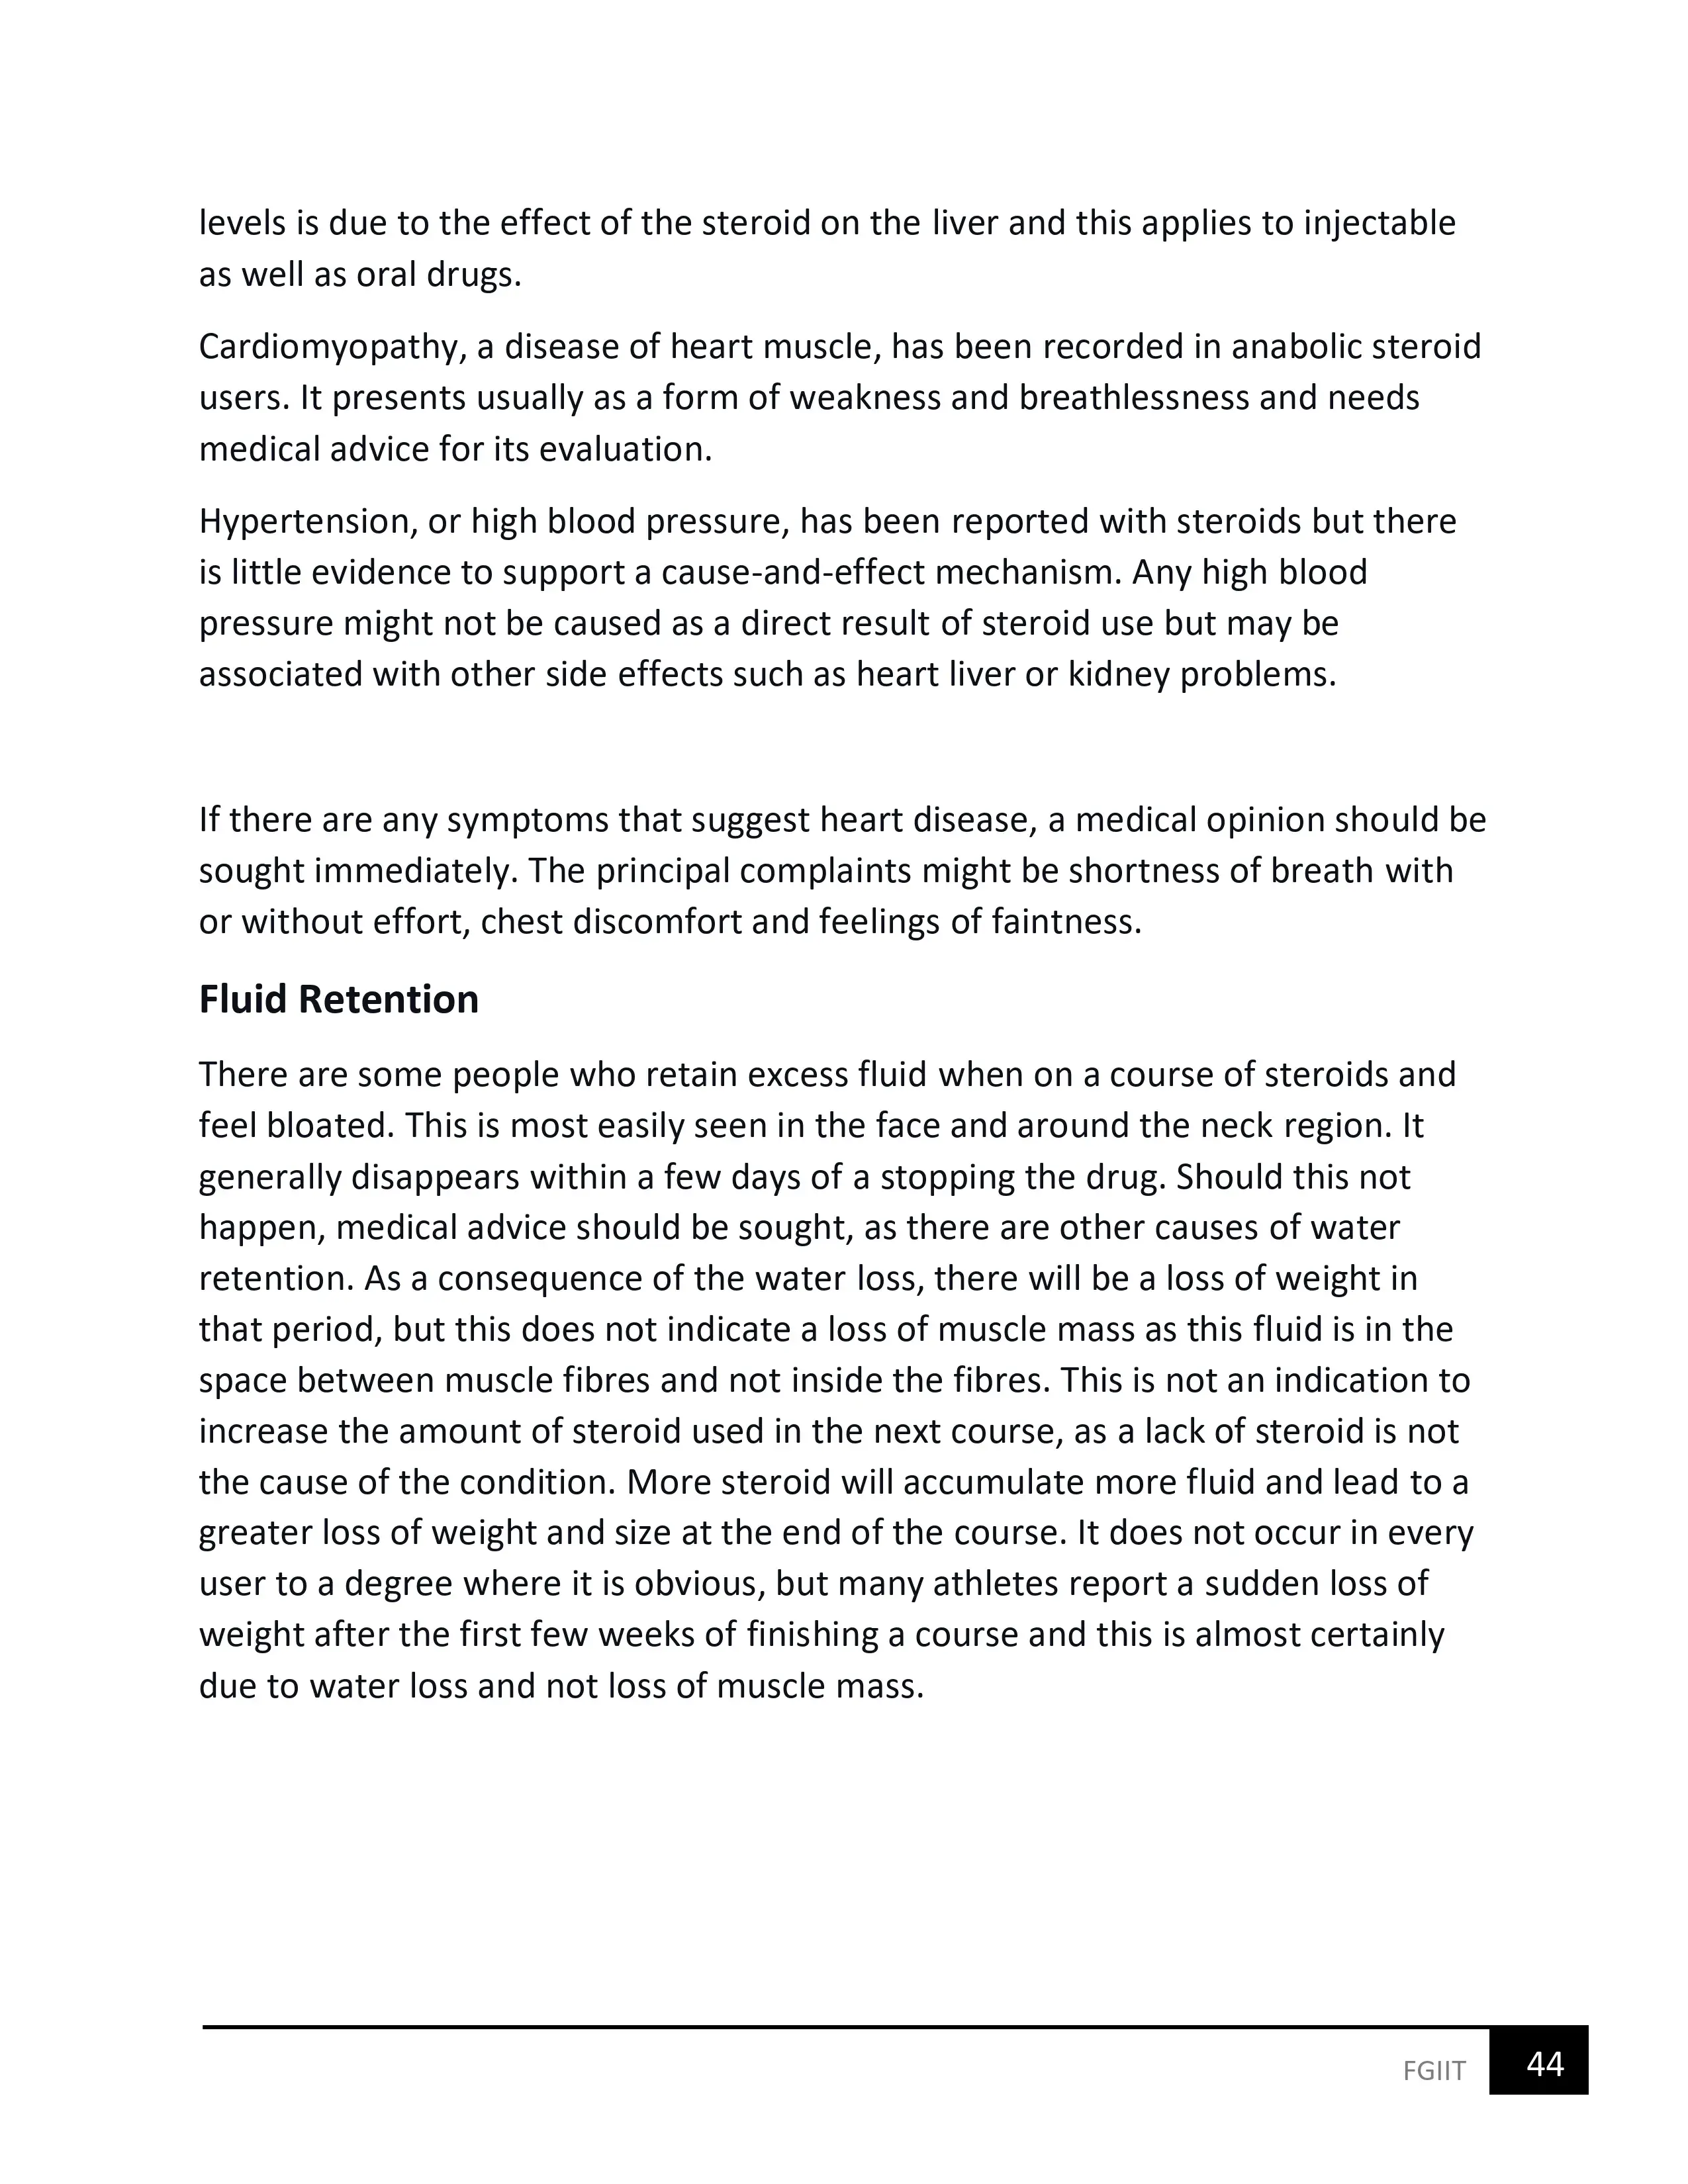 levels is due to the effect of the steroid on the liver and this applies to injectable
as well as oral drugs.
Cardiomyopathy, a disease of heart muscle, has been recorded in anabolic steroid
users. It presents usually as a form of weakness and breathlessness and needs
medical advice for its evaluation.
Hypertension, or high blood pressure, has been reported with steroids but there
is little evidence to support a cause-and-effect mechanism. Any high blood
pressure might not be caused as a direct result of steroid use but may be
associated with other side effects such as heart liver or kidney problems.
If there are any symptoms that suggest heart disease, a medical opinion should be
sought immediately. The principal complaints might be shortness of breath with
or without effort, chest discomfort and feelings of faintness.
Fluid Retention
There are some people who retain excess fluid when on a course of steroids and
feel bloated. This is most easily seen in the face and around the neck region. It
generally disappears within a few days of a stopping the drug. Should this not
happen, medical advice should be sought, as there are other causes of water
retention. As a consequence of the water loss, there will be a loss of weight in
that period, but this does not indicate a loss of muscle mass as this fluid is in the
space between muscle fibres and not inside the fibres. This is not an indication to
increase the amount of steroid used in the next course, as a lack of steroid is not
the cause of the condition. More steroid will accumulate more fluid and lead to a
greater loss of weight and size at the end of the course. It does not occur in every
user to a degree where it is obvious, but many athletes report a sudden loss of
weight after the first few weeks of finishing a course and this is almost certainly
due to water loss and not loss of muscle mass.
FGIIT 44